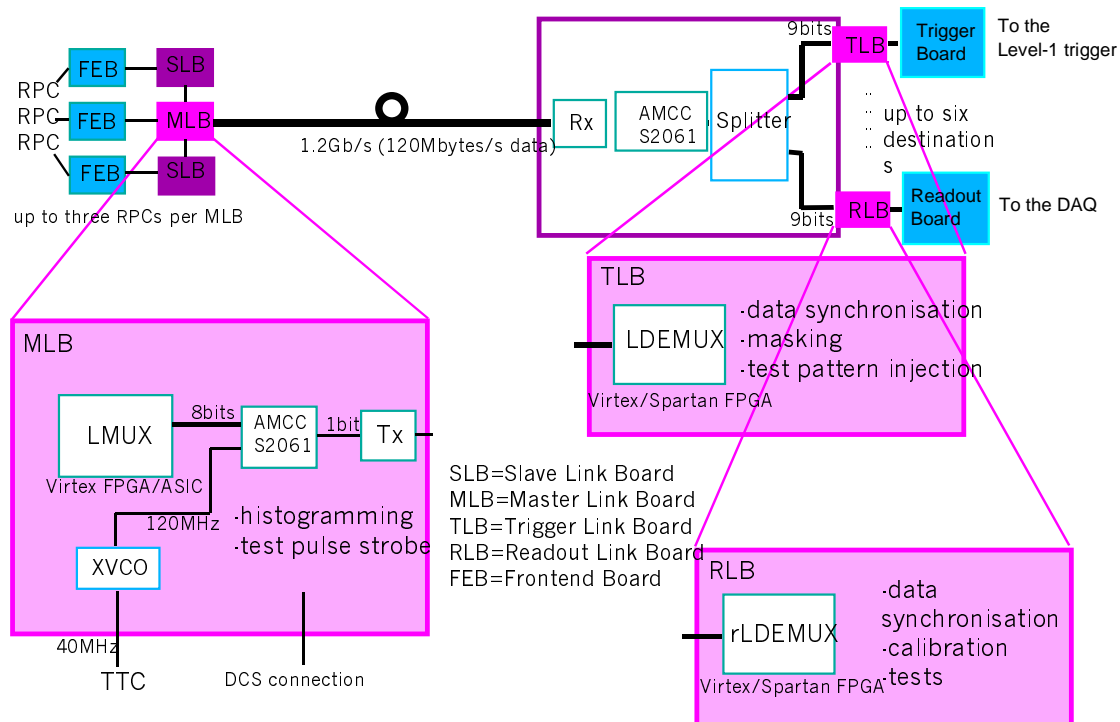 FEB
SLB
RPC
RPC
FEB
MLB
RPC
FEB
SLB
up to three RPCs per MLB
1.2Gb/s (120Mbytes/s data)
Rx
AMCC
S2061
Splitter
9bits
TLB
Trigger
Board
To the
Level-1 trigger
up to six
destination
s
9bits
RLB
Readout
Board
To the DAQ
MLB
LMUX
Virtex FPGA/ASIC
8bits
AMCC
S2061
1bit
Tx
120MHz
-histogramming
-test pulse strobe
XVCO
40MHz
TTC
DCS connection
TLB
LDEMUX
Virtex/Spartan FPGA
-data synchronisation
-masking
-test pattern injection
SLB=Slave Link Board
MLB=Master Link Board
TLB=Trigger Link Board
RLB=Readout Link Board
FEB=Frontend Board
RLB
rLDEMUX
Virtex/Spartan FPGA
-data
synchronisation
-calibration
-tests